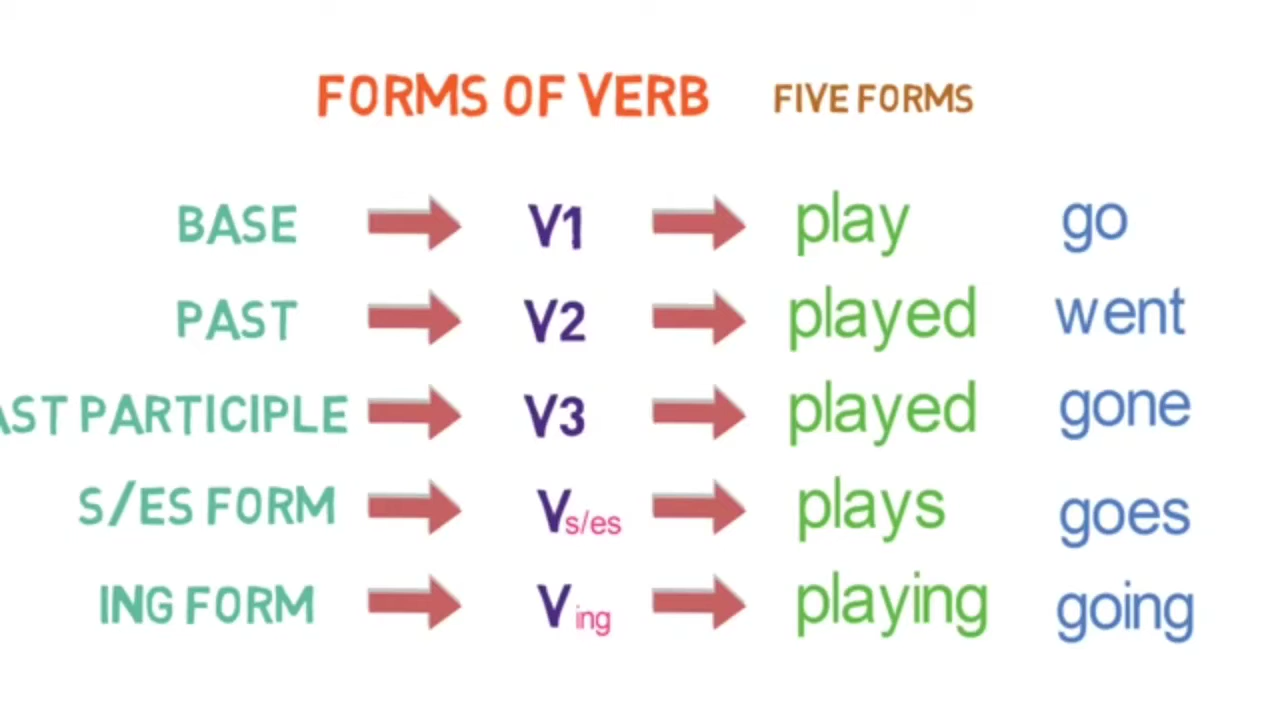 FORMS OF VERB FIVE FORMS
BASE V1 play go
PAST V2 played went
AST PARTICIPLE V3 played gone
S/ES FORM Vs/es plays goes
ING FORM Ving playing going